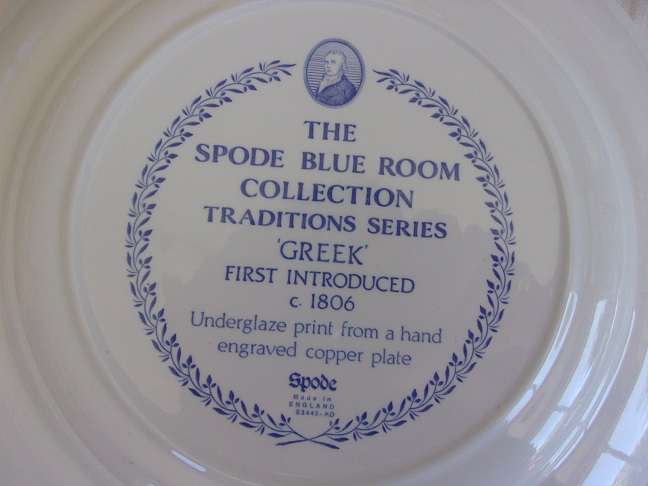 THE
SPODE BLUE ROOM
COLLECTION
TRADITIONS SERIES
'GREEK'
FIRST INTRODUCED
c. 1806
Underglaze print from a hand
engraved copper plate
Spode
Made in
ENGLAND